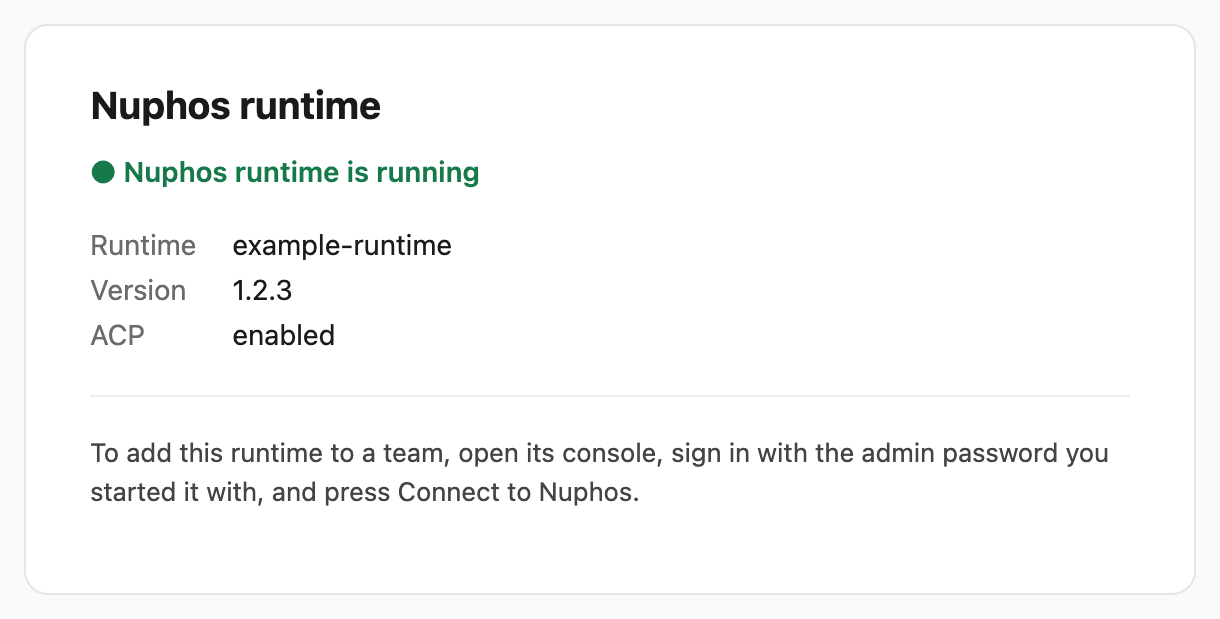 Nuphos runtime
Nuphos runtime is running
Runtime example-runtime
Version 1.2.3
ACP enabled
To add this runtime to a team, open its console, sign in with the admin password you
started it with, and press Connect to Nuphos.